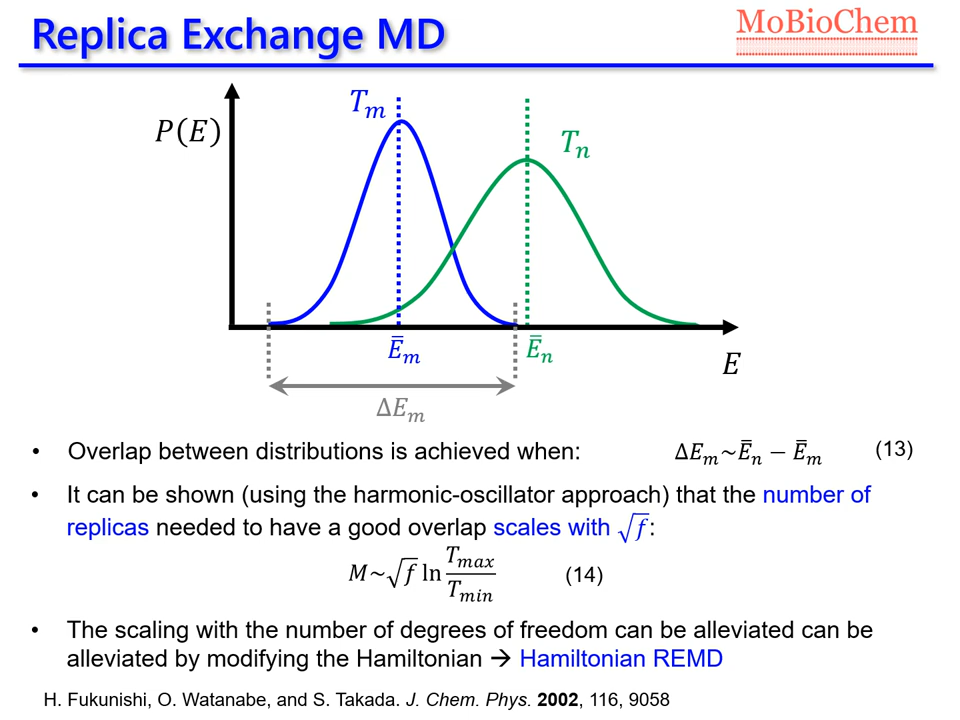 Replica Exchange MD
MoBioChem
P(E)
T_m
T_n
Ē_m
Ē_n
E
ΔE_m
• Overlap between distributions is achieved when: ΔE_m~Ē_n − Ē_m (13)
• It can be shown (using the harmonic-oscillator approach) that the number of
replicas needed to have a good overlap scales with √f:
M~√f ln T_max/T_min (14)
• The scaling with the number of degrees of freedom can be alleviated can be
alleviated by modifying the Hamiltonian → Hamiltonian REMD
H. Fukunishi, O. Watanabe, and S. Takada. J. Chem. Phys. 2002, 116, 9058